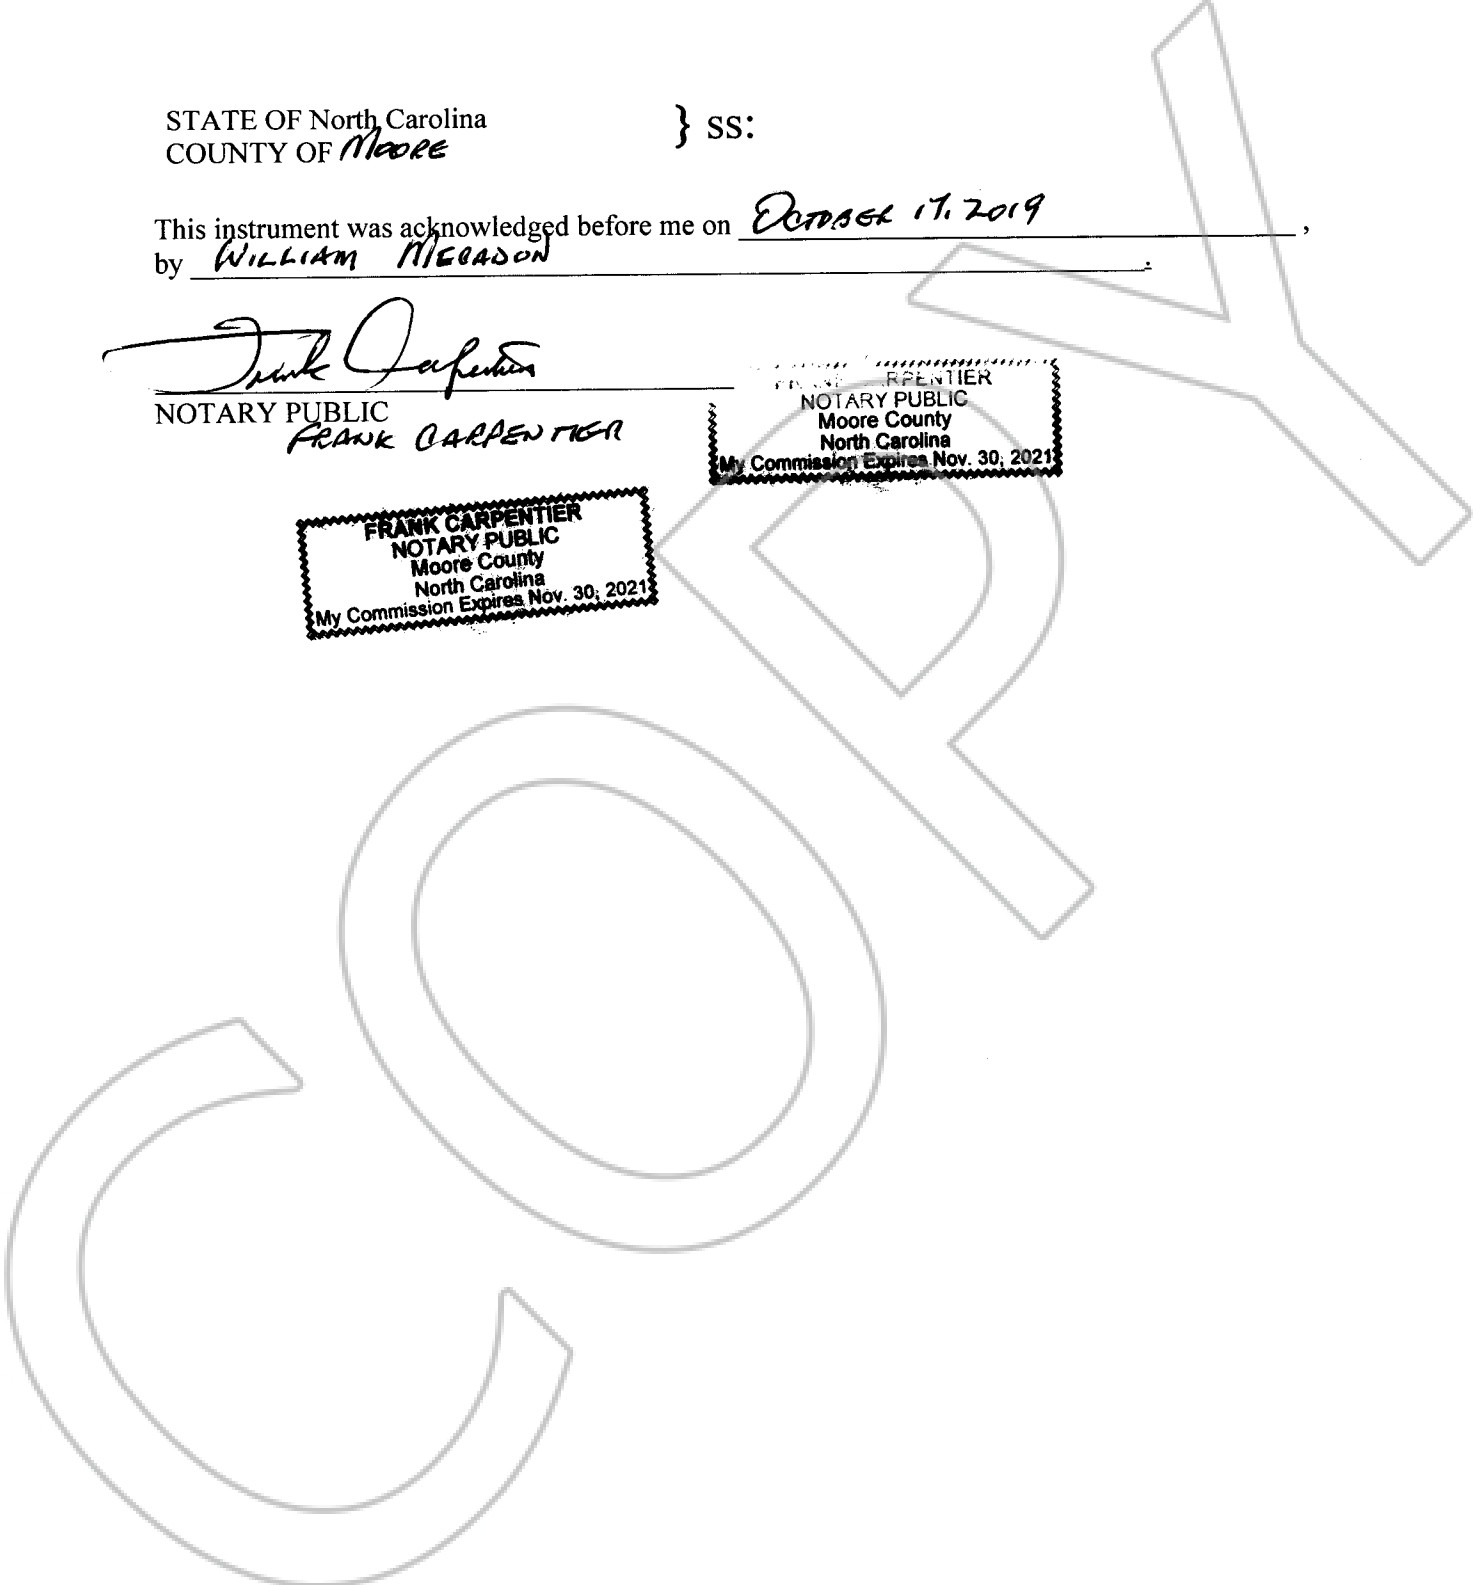 STATE OF North Carolina } ss:
COUNTY OF MOORE
This instrument was acknowledged before me on OCTOBER 17, 2019,
by WILLIAM .
Frank Carpentier
NOTARY PUBLIC
FRANK CARPENTIER
RPENTIER
NOTARY PUBLIC
Moore County
North Carolina
My Commission Expires Nov. 30, 2021
FRANK CARPENTIER
NOTARY PUBLIC
Moore County
North Carolina
My Commission Expires Nov. 30, 2021
COPY